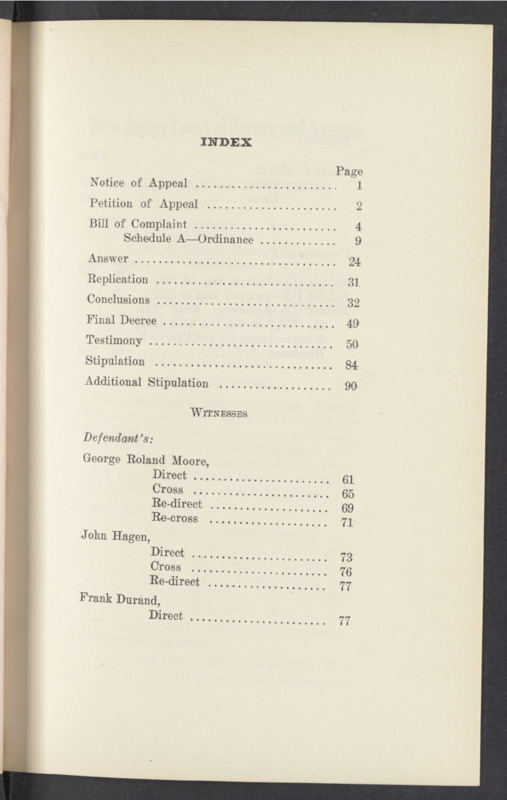 INDEX
Page
Notice of Appeal ........................ 1
Petition of Appeal ...................... 2
Bill of Complaint ........................ 4
Schedule A—Ordinance ............. 9
Answer .................................. 24
Replication .............................. 31
Conclusions .............................. 32
Final Decree ............................. 49
Testimony ................................ 50
Stipulation .............................. 84
Additional Stipulation ................... 90
WITNESSES
Defendant's:
George Roland Moore,
Direct ....................... 61
Cross ....................... 65
Re-direct .................... 69
Re-cross .................... 71
John Hagen,
Direct ....................... 73
Cross ....................... 76
Re-direct .................... 77
Frank Durand,
Direct ....................... 77